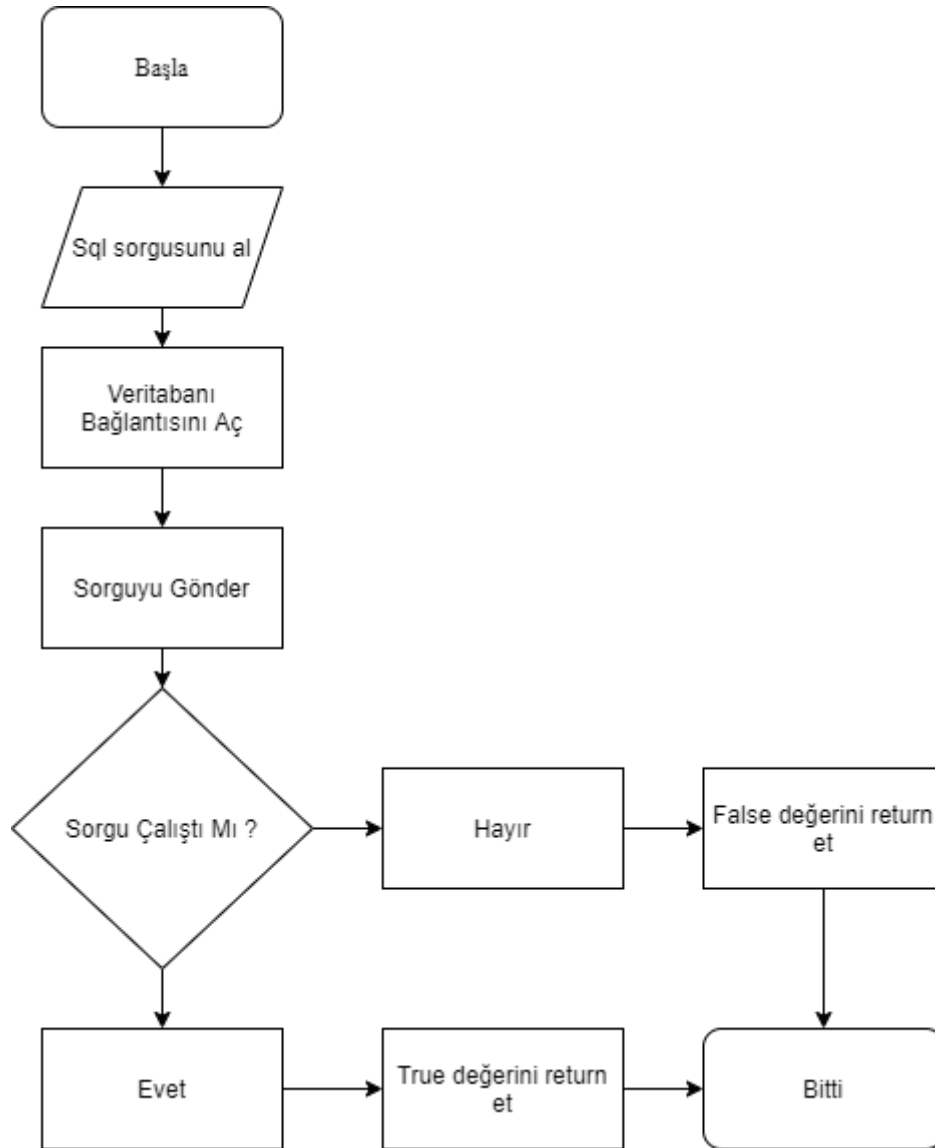 Başla
Sql sorgusunu al
Veritabanı
Bağlantısını Aç
Sorguyu Gönder
Sorgu Çalıştı Mı ?
Hayır
False değerini return
et
Evet
True değerini return
et
Bitti